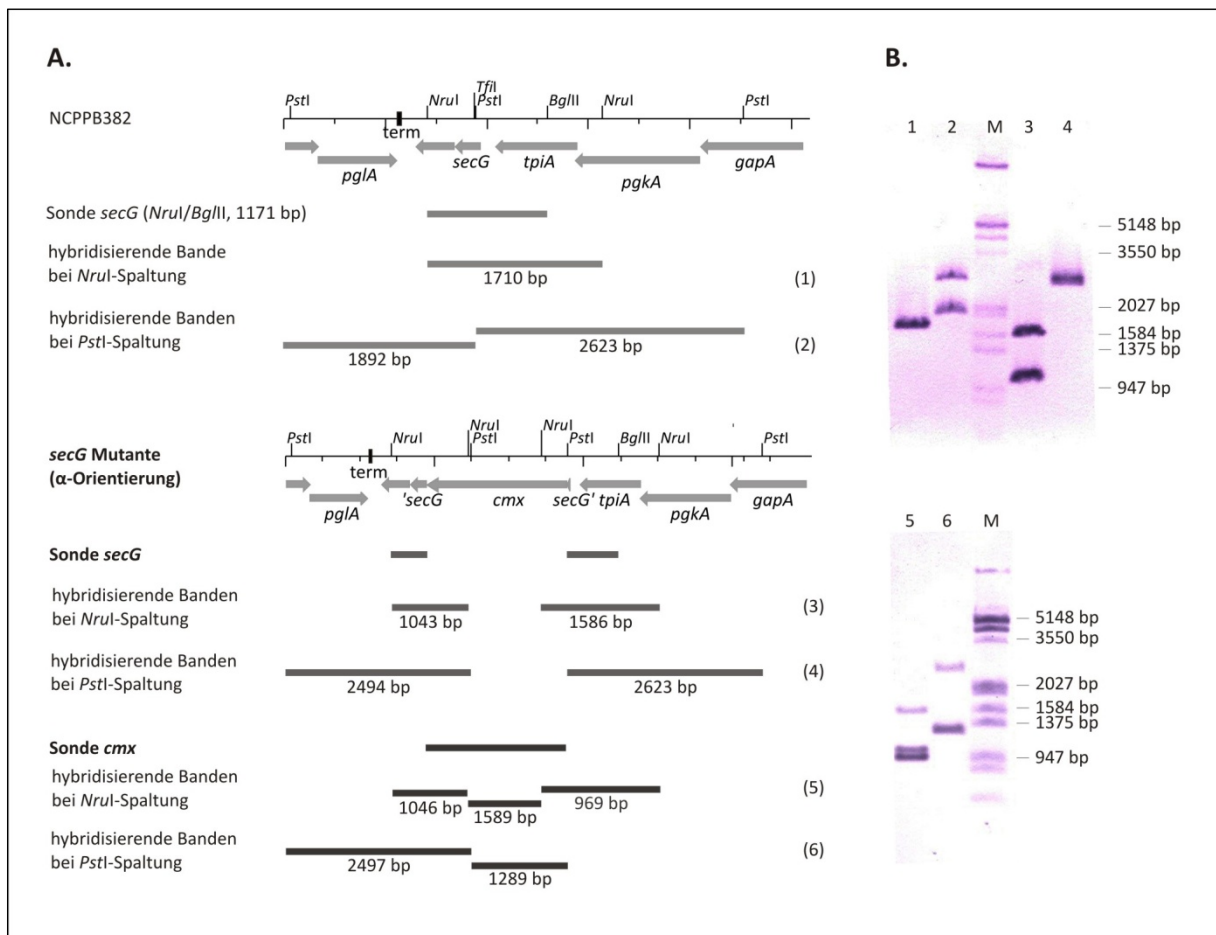 A.
NCPPB382
PstI
NruI
TfiI
PstI
BglII
NruI
PstI
term
pglA
secG
tpiA
pgkA
gapA
Sonde secG (NruI/BglII, 1171 bp)
hybridisierende Bande
bei NruI-Spaltung
1710 bp
(1)
hybridisierende Banden
bei PstI-Spaltung
1892 bp
2623 bp
(2)
secG Mutante
(α-Orientierung)
PstI
NruI
NruI
PstI
NruI
PstI
BglII
NruI
PstI
term
pglA
'secG
cmx
secG' tpiA
pgkA
gapA
Sonde secG
hybridisierende Banden
bei NruI-Spaltung
1043 bp
1586 bp
(3)
hybridisierende Banden
bei PstI-Spaltung
2494 bp
2623 bp
(4)
Sonde cmx
hybridisierende Banden
bei NruI-Spaltung
1046 bp
1589 bp
969 bp
(5)
hybridisierende Banden
bei PstI-Spaltung
2497 bp
1289 bp
(6)
B.
1 2 M 3 4
5148 bp
3550 bp
2027 bp
1584 bp
1375 bp
947 bp
5 6 M
5148 bp
3550 bp
2027 bp
1584 bp
1375 bp
947 bp